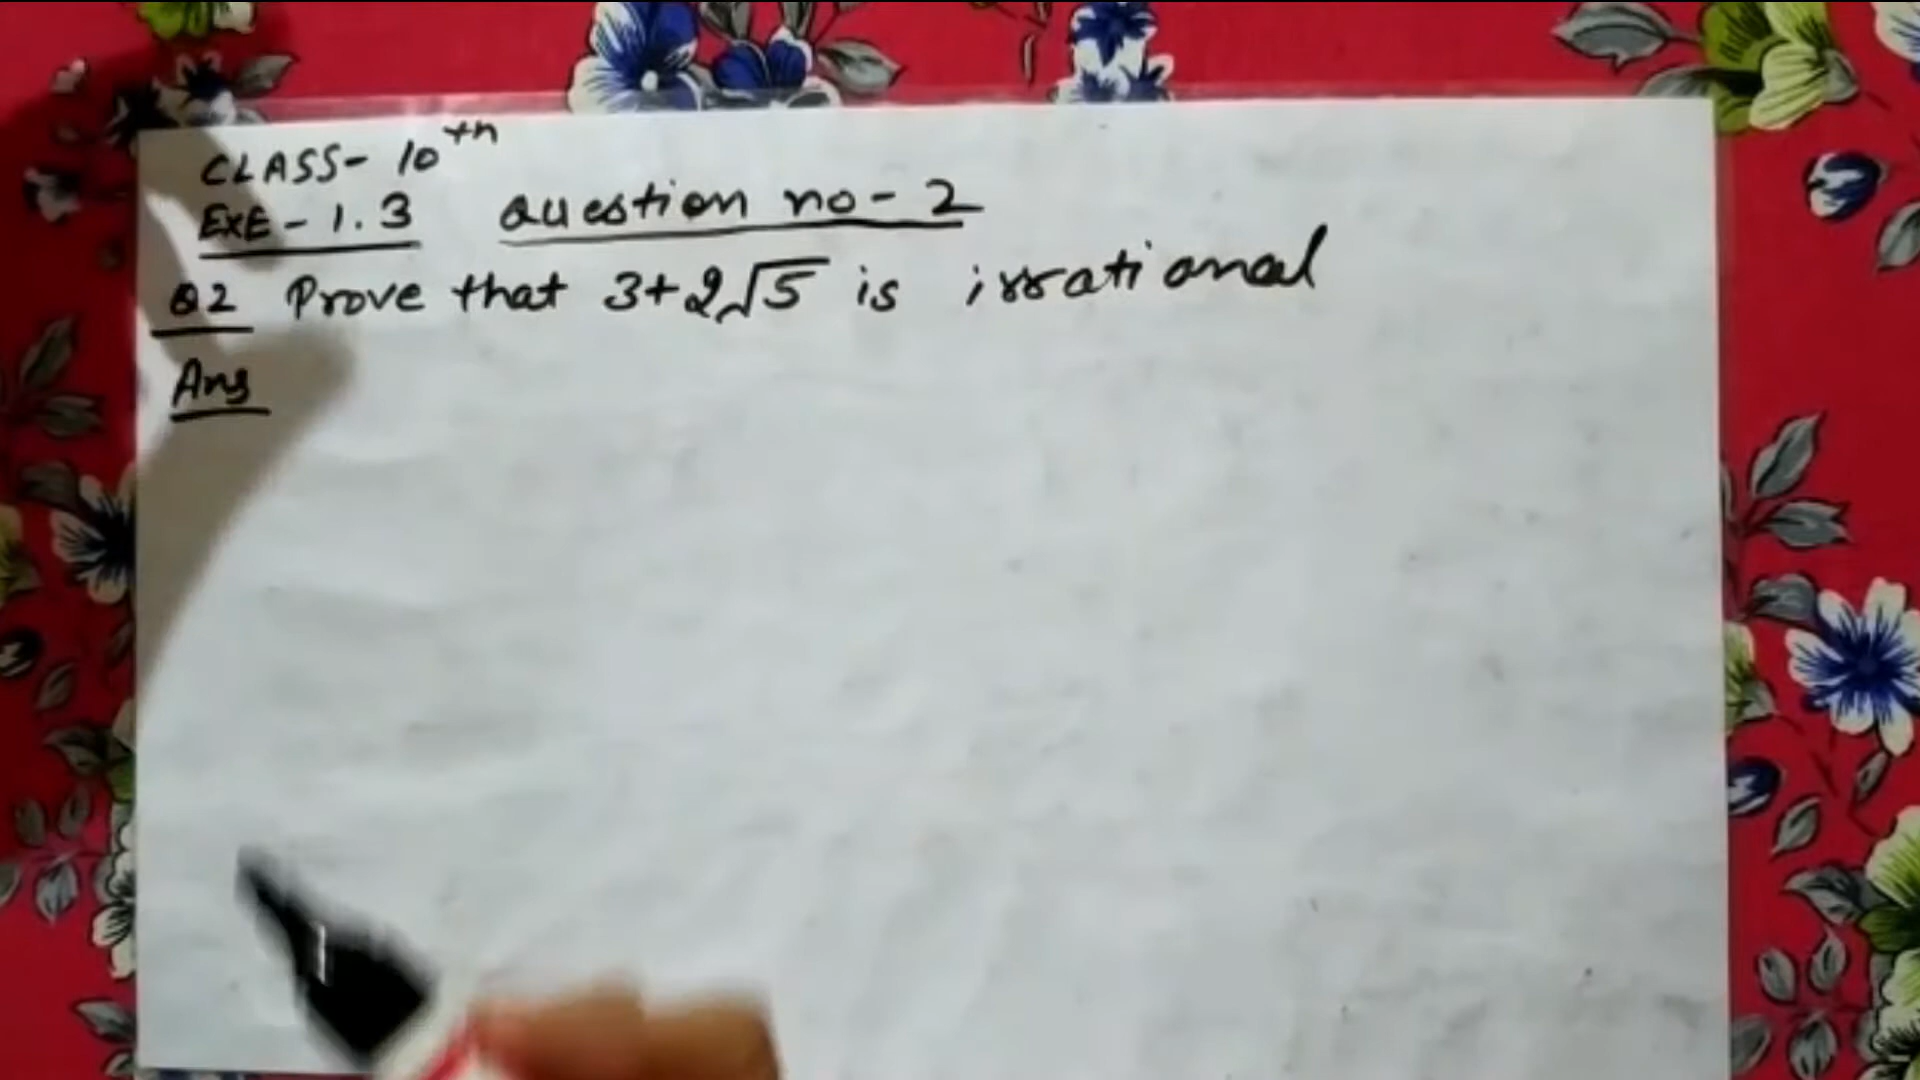 CLASS- 10th
EXE- 1.3 Question no- 2
Q2 Prove that 3+2√5 is irrational
Ans